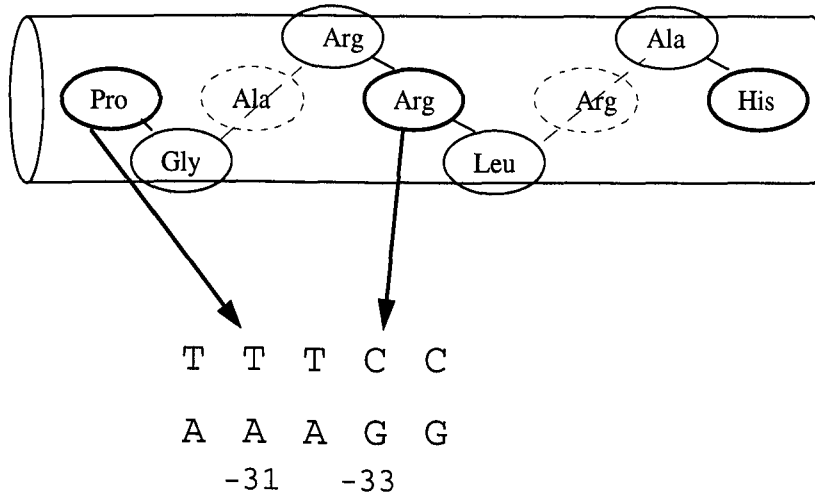 Arg Ala
Pro Ala Arg Arg His
Gly Leu
T T T C C
A A A G G
-31 -33